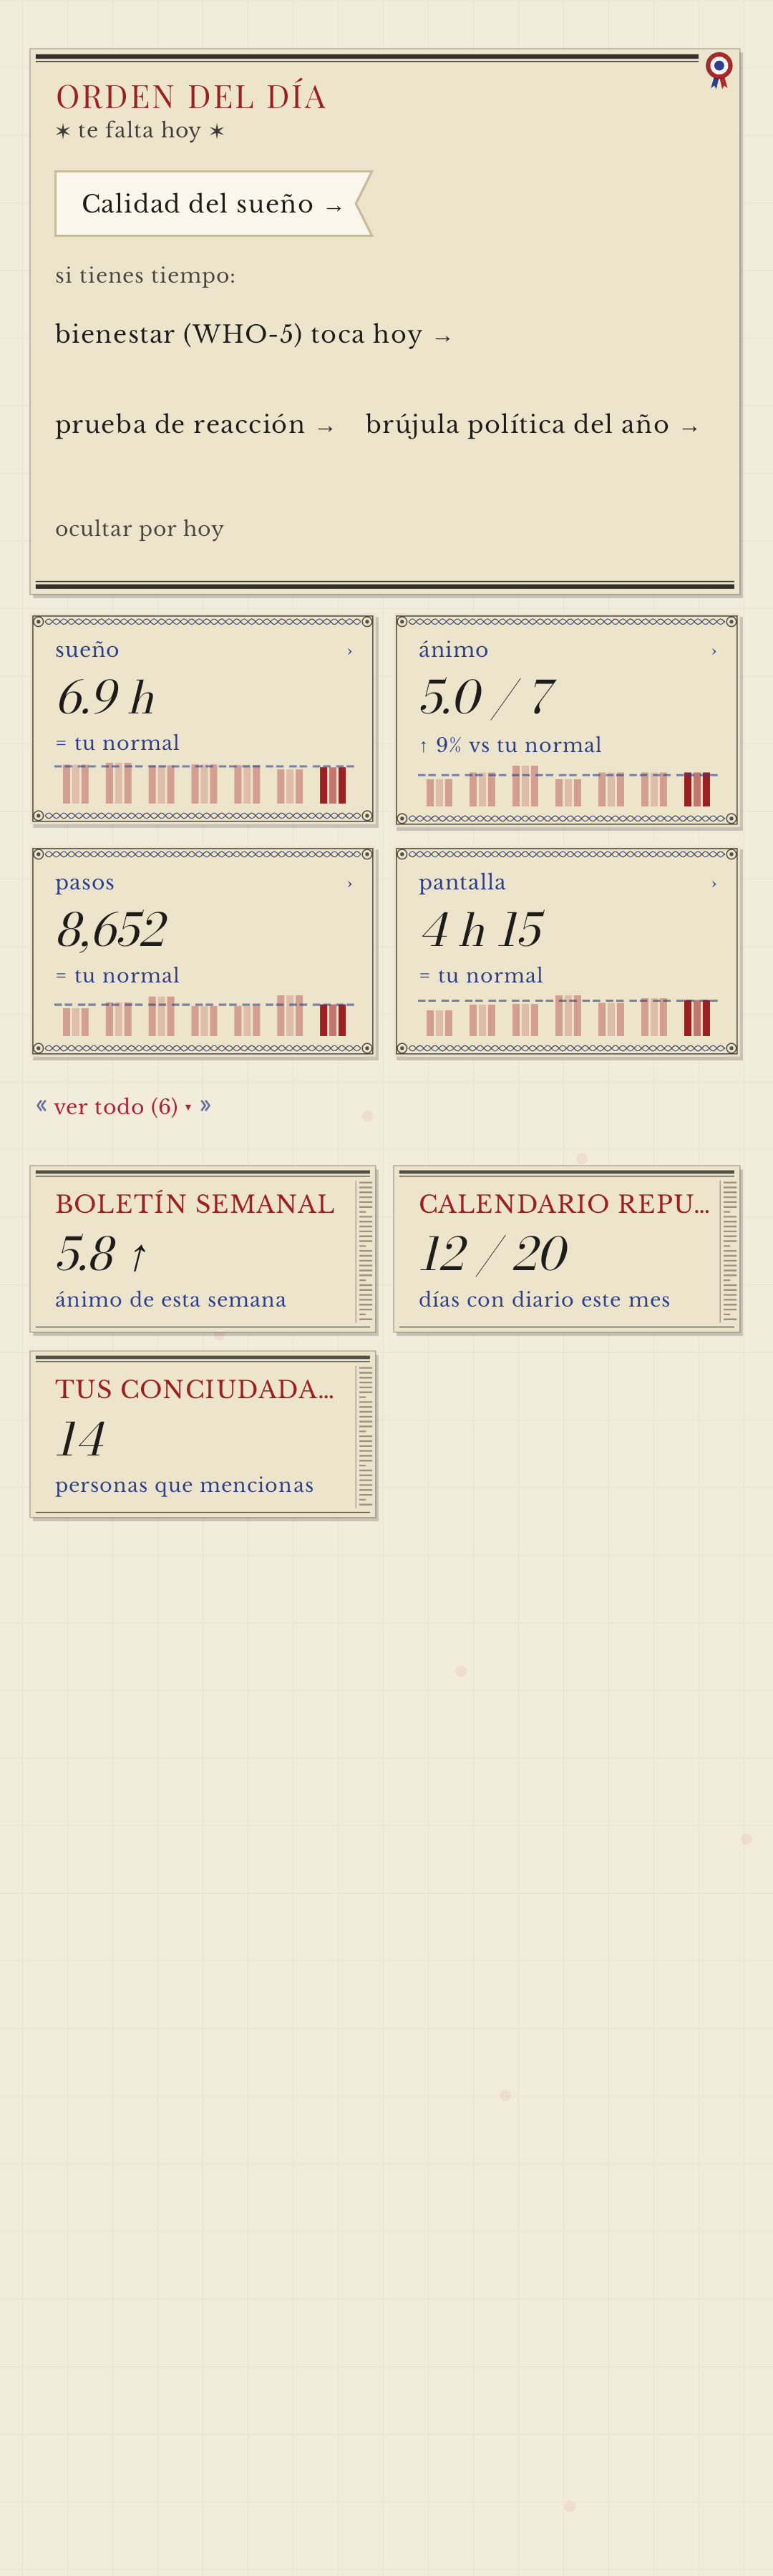 ORDEN DEL DÍA
✶ te falta hoy ✶
Calidad del sueño →
si tienes tiempo:
bienestar (WHO-5) toca hoy →
prueba de reacción → brújula política del año →
ocultar por hoy
sueño ›
6.9 h
= tu normal
ánimo ›
5.0 / 7
↑ 9% vs tu normal
pasos ›
8,652
= tu normal
pantalla ›
4 h 15
= tu normal
« ver todo (6) ▾ »
BOLETÍN SEMANAL
5.8 ↑
ánimo de esta semana
CALENDARIO REPU…
12 / 20
días con diario este mes
TUS CONCIUDADA…
14
personas que mencionas